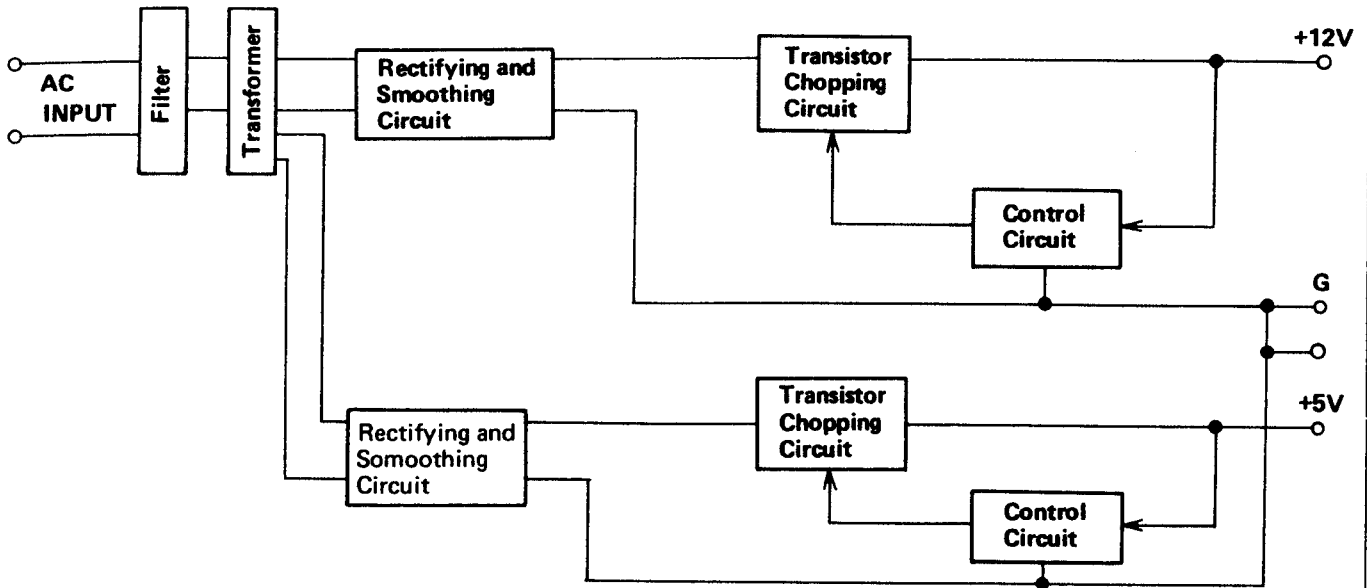 AC
INPUT
Filter
Transformer
Rectifying and
Smoothing
Circuit
Transistor
Chopping
Circuit
+12V
Control
Circuit
G
Rectifying and
Somoothing
Circuit
Transistor
Chopping
Circuit
+5V
Control
Circuit